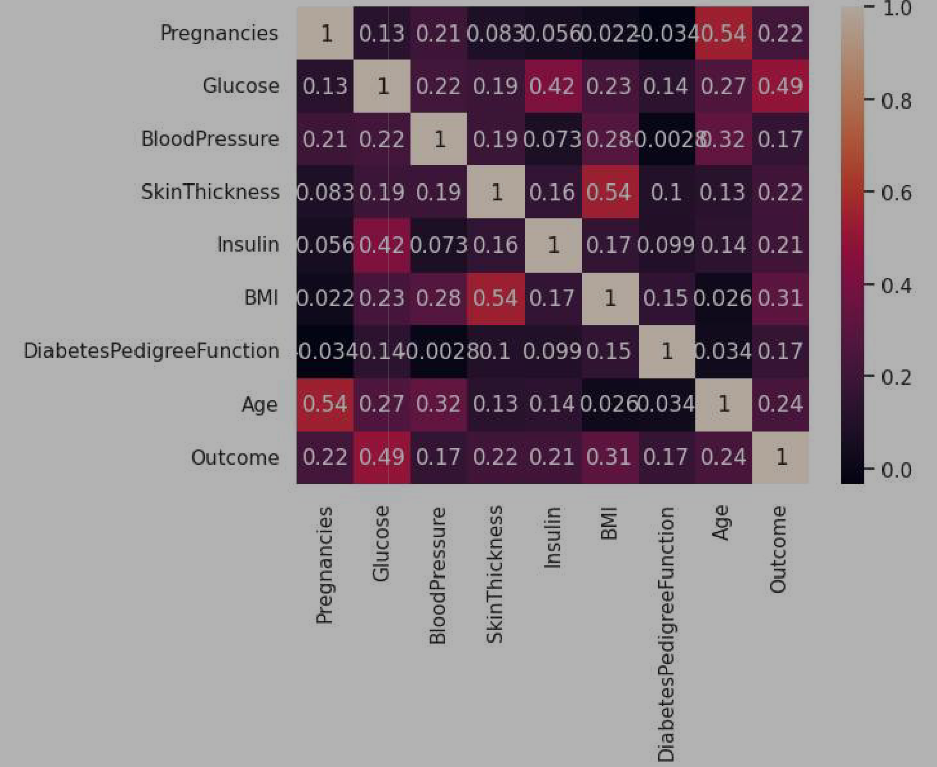 Pregnancies 1 0.13 0.21 0.083 0.056 0.022 -0.034 0.54 0.22
Glucose 0.13 1 0.22 0.19 0.42 0.23 0.14 0.27 0.49
BloodPressure 0.21 0.22 1 0.19 0.073 0.28 -0.0028 0.32 0.17
SkinThickness 0.083 0.19 0.19 1 0.16 0.54 0.1 0.13 0.22
Insulin 0.056 0.42 0.073 0.16 1 0.17 0.099 0.14 0.21
BMI 0.022 0.23 0.28 0.54 0.17 1 0.15 0.026 0.31
DiabetesPedigreeFunction -0.034 0.14 -0.0028 0.1 0.099 0.15 1 0.034 0.17
Age 0.54 0.27 0.32 0.13 0.14 0.026 0.034 1 0.24
Outcome 0.22 0.49 0.17 0.22 0.21 0.31 0.17 0.24 1
Pregnancies
Glucose
BloodPressure
SkinThickness
Insulin
BMI
DiabetesPedigreeFunction
Age
Outcome
1.0
0.8
0.6
0.4
0.2
0.0